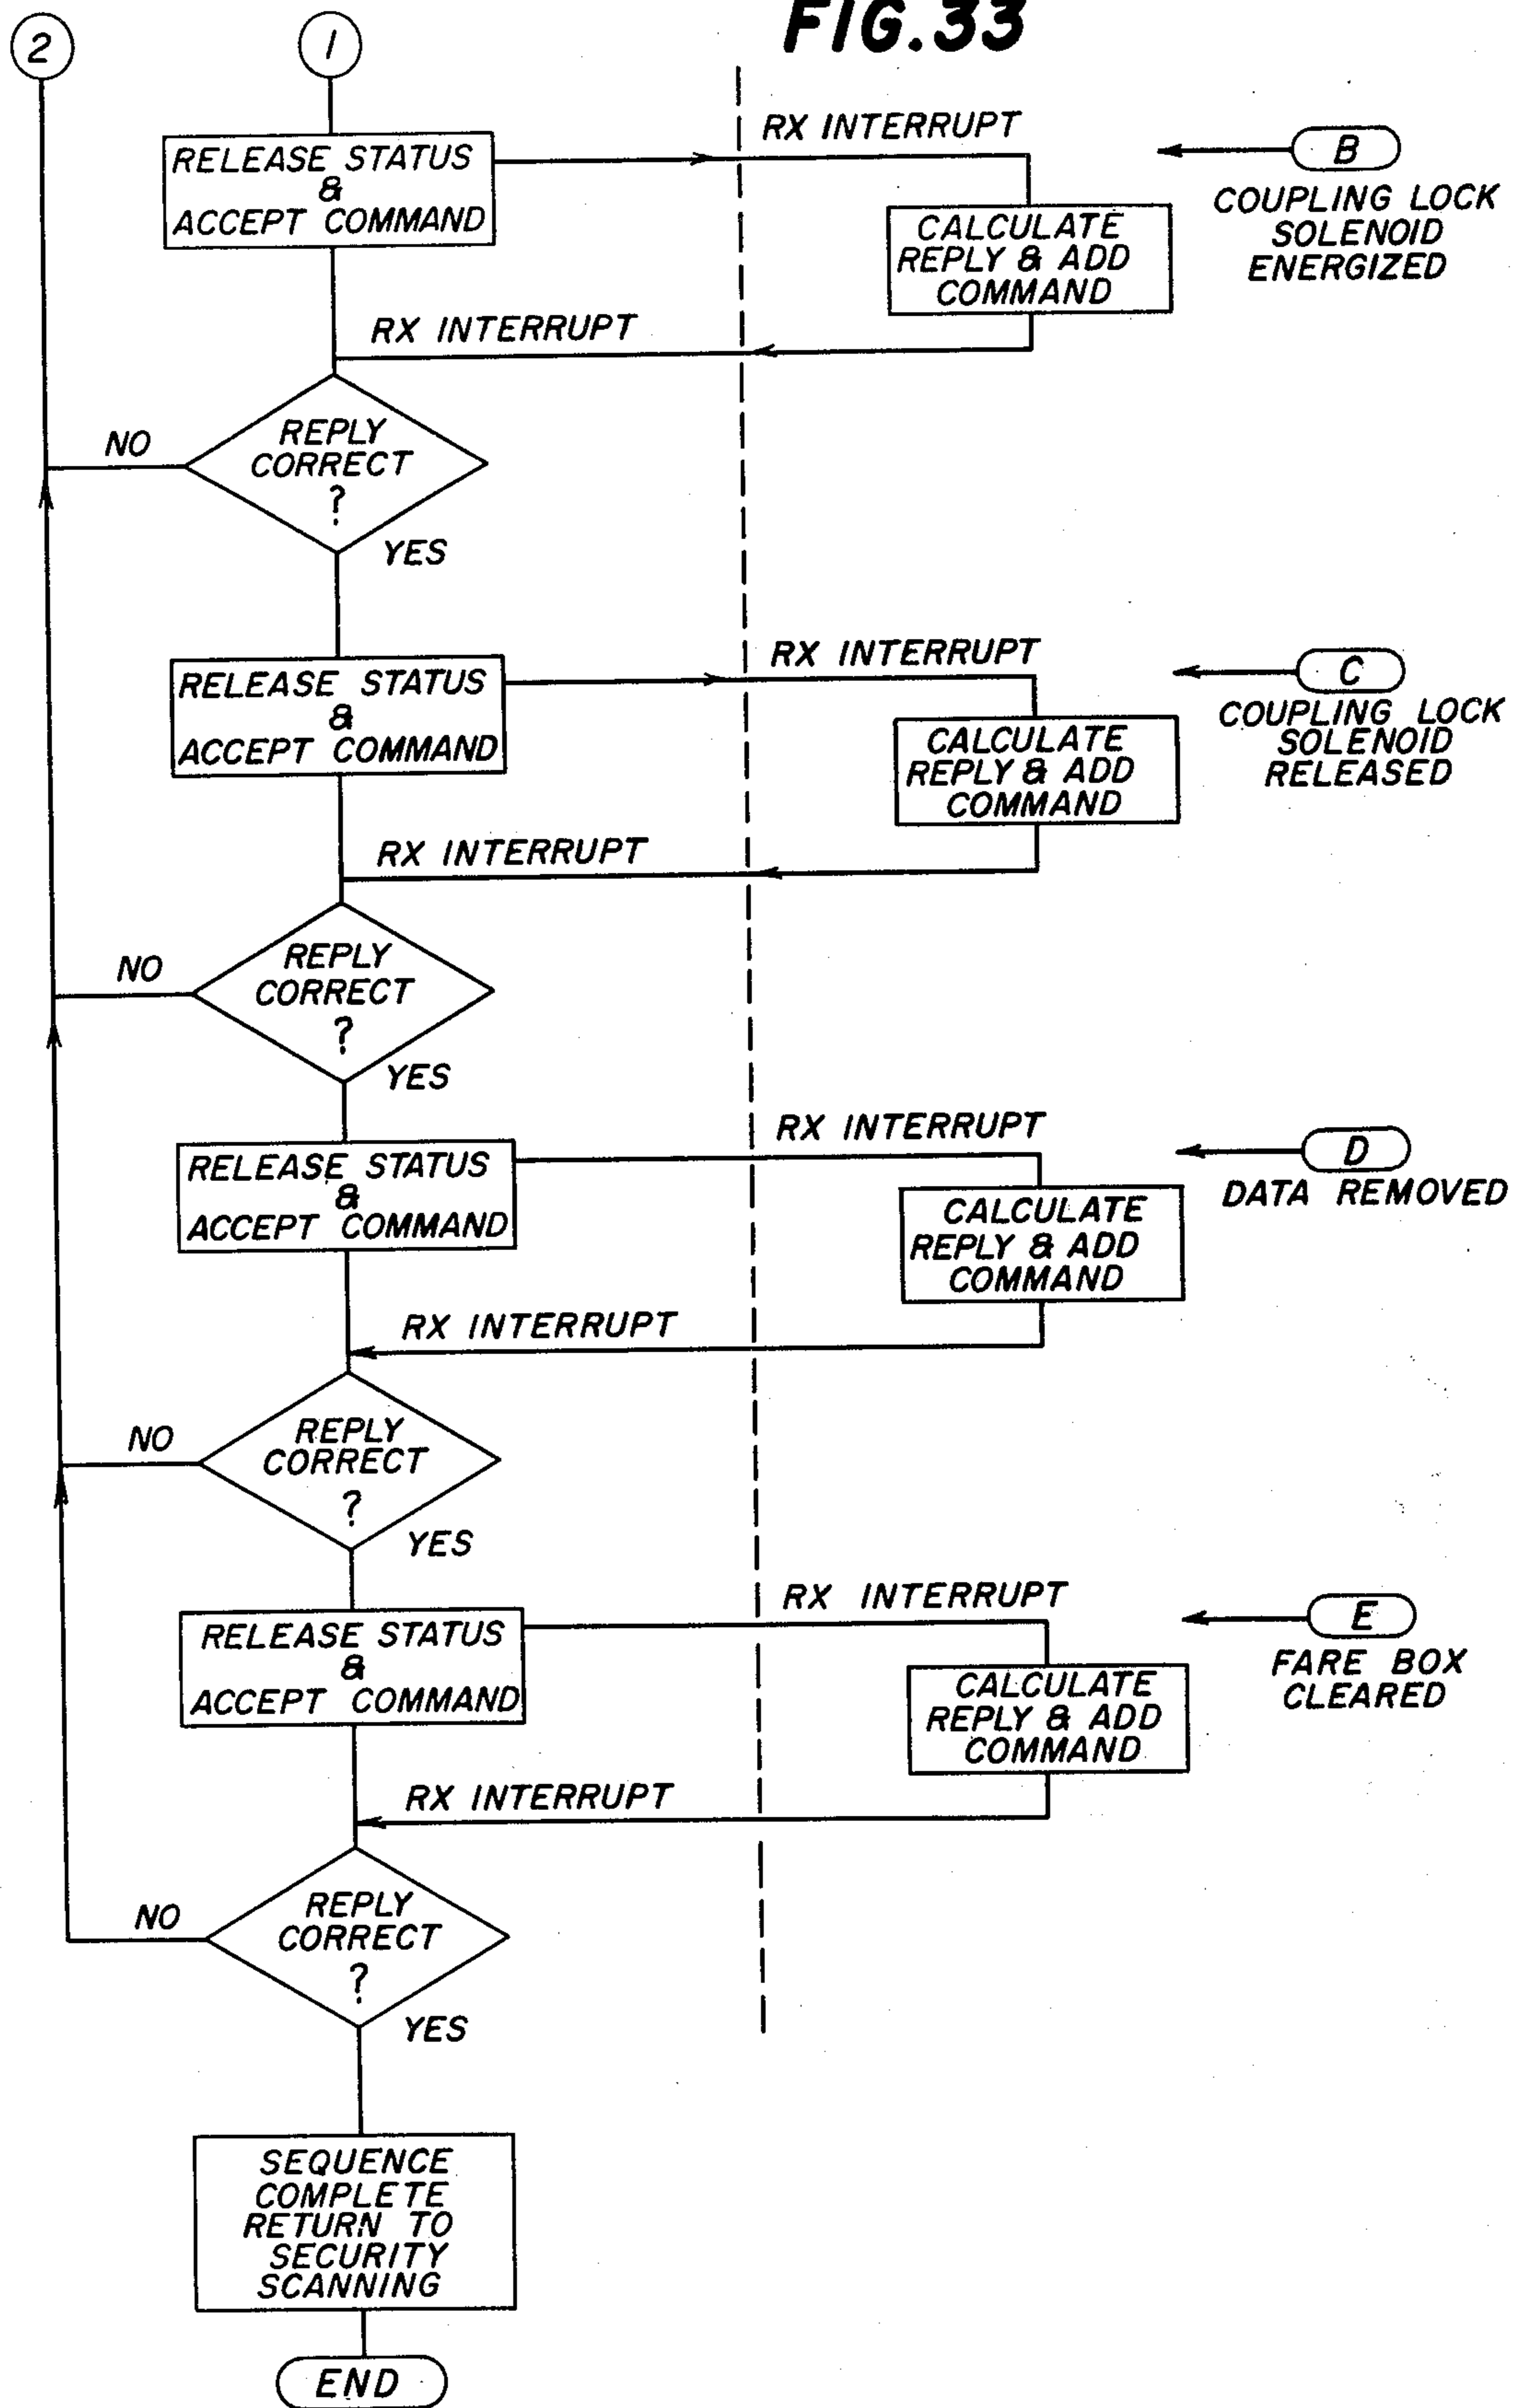 FIG.33
2
1
RX INTERRUPT
B
RELEASE STATUS
&
ACCEPT COMMAND
COUPLING LOCK
SOLENOID
ENERGIZED
CALCULATE
REPLY & ADD
COMMAND
RX INTERRUPT
REPLY
CORRECT
?
NO
YES
RX INTERRUPT
C
RELEASE STATUS
&
ACCEPT COMMAND
COUPLING LOCK
SOLENOID
RELEASED
CALCULATE
REPLY & ADD
COMMAND
RX INTERRUPT
REPLY
CORRECT
?
NO
YES
RX INTERRUPT
D
RELEASE STATUS
&
ACCEPT COMMAND
DATA REMOVED
CALCULATE
REPLY & ADD
COMMAND
RX INTERRUPT
REPLY
CORRECT
?
NO
YES
RX INTERRUPT
E
RELEASE STATUS
&
ACCEPT COMMAND
FARE BOX
CLEARED
CALCULATE
REPLY & ADD
COMMAND
RX INTERRUPT
REPLY
CORRECT
?
NO
YES
SEQUENCE
COMPLETE
RETURN TO
SECURITY
SCANNING
END